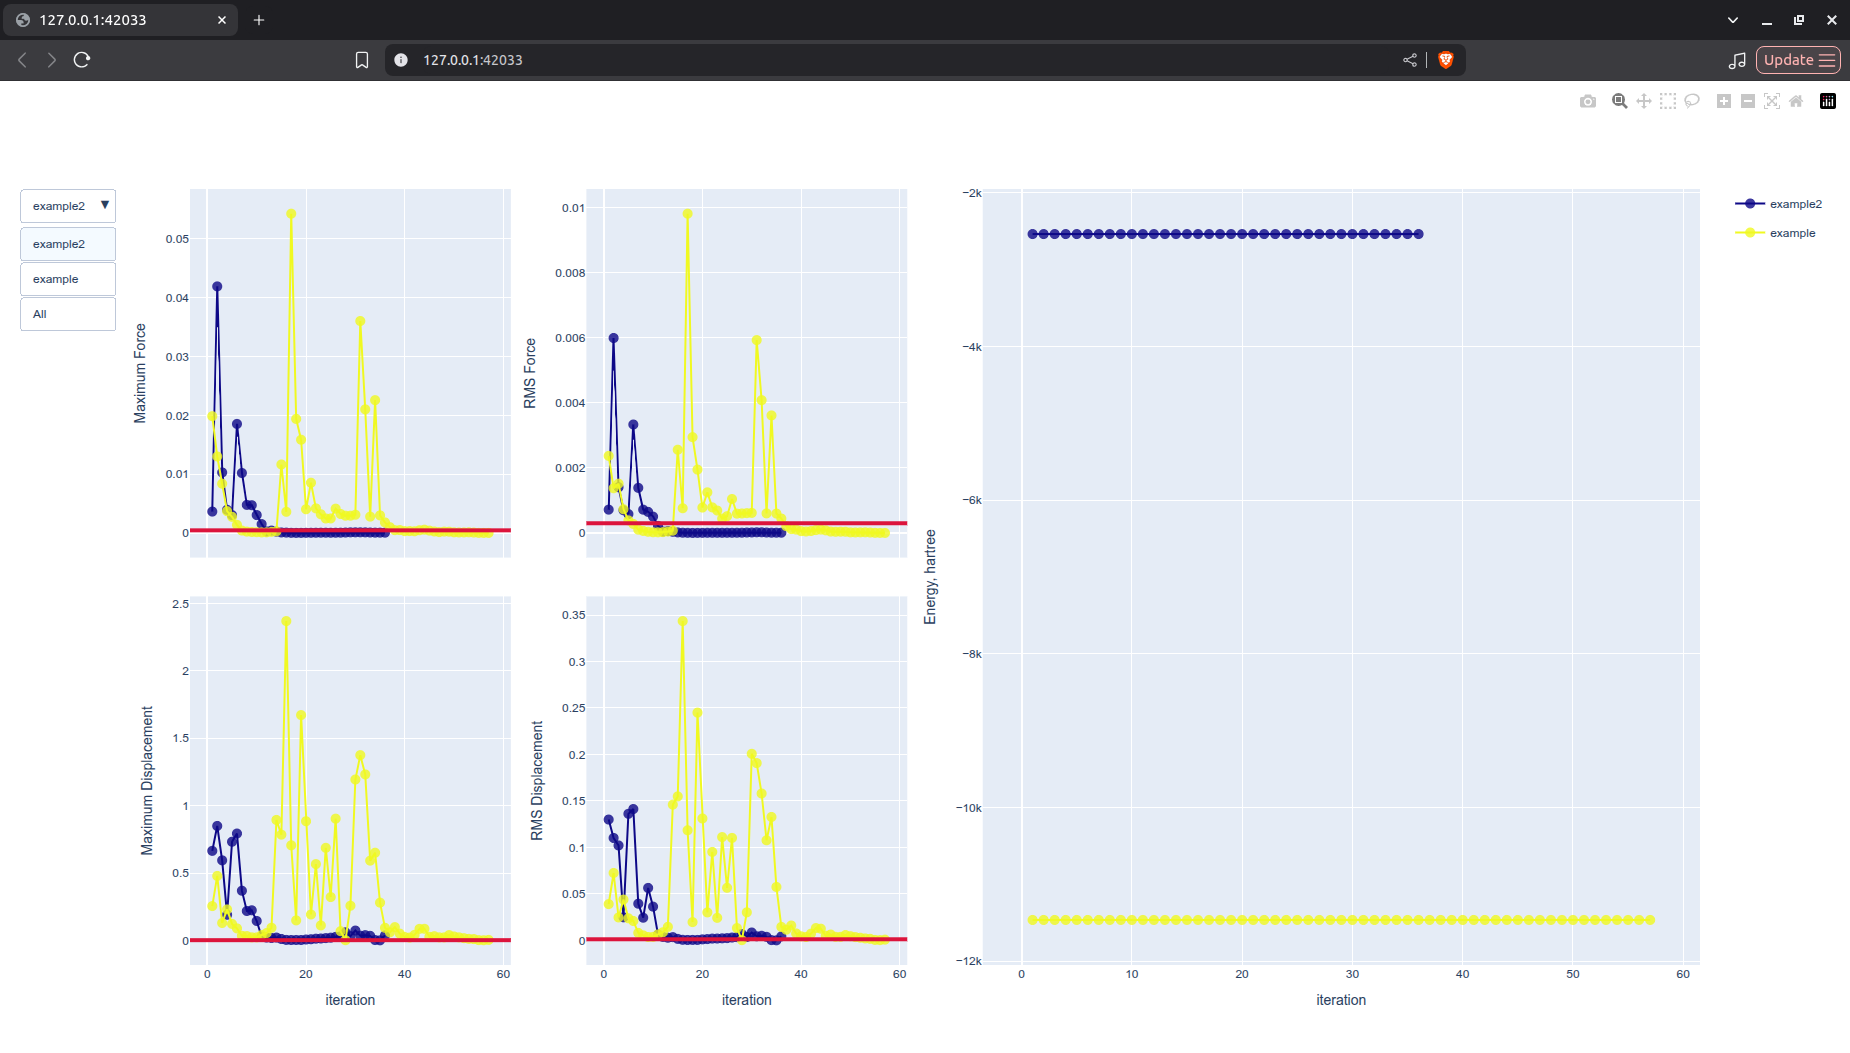 127.0.0.1:42033
127.0.0.1:42033
Update
example2
example2
example
All
Maximum Force
0.05
0.04
0.03
0.02
0.01
0
RMS Force
0.01
0.008
0.006
0.004
0.002
0
Maximum Displacement
2.5
2
1.5
1
0.5
0
0 20 40 60
iteration
RMS Displacement
0.35
0.3
0.25
0.2
0.15
0.1
0.05
0
0 20 40 60
iteration
Energy, hartree
−2k
−4k
−6k
−8k
−10k
−12k
0 10 20 30 40 50 60
iteration
example2
example